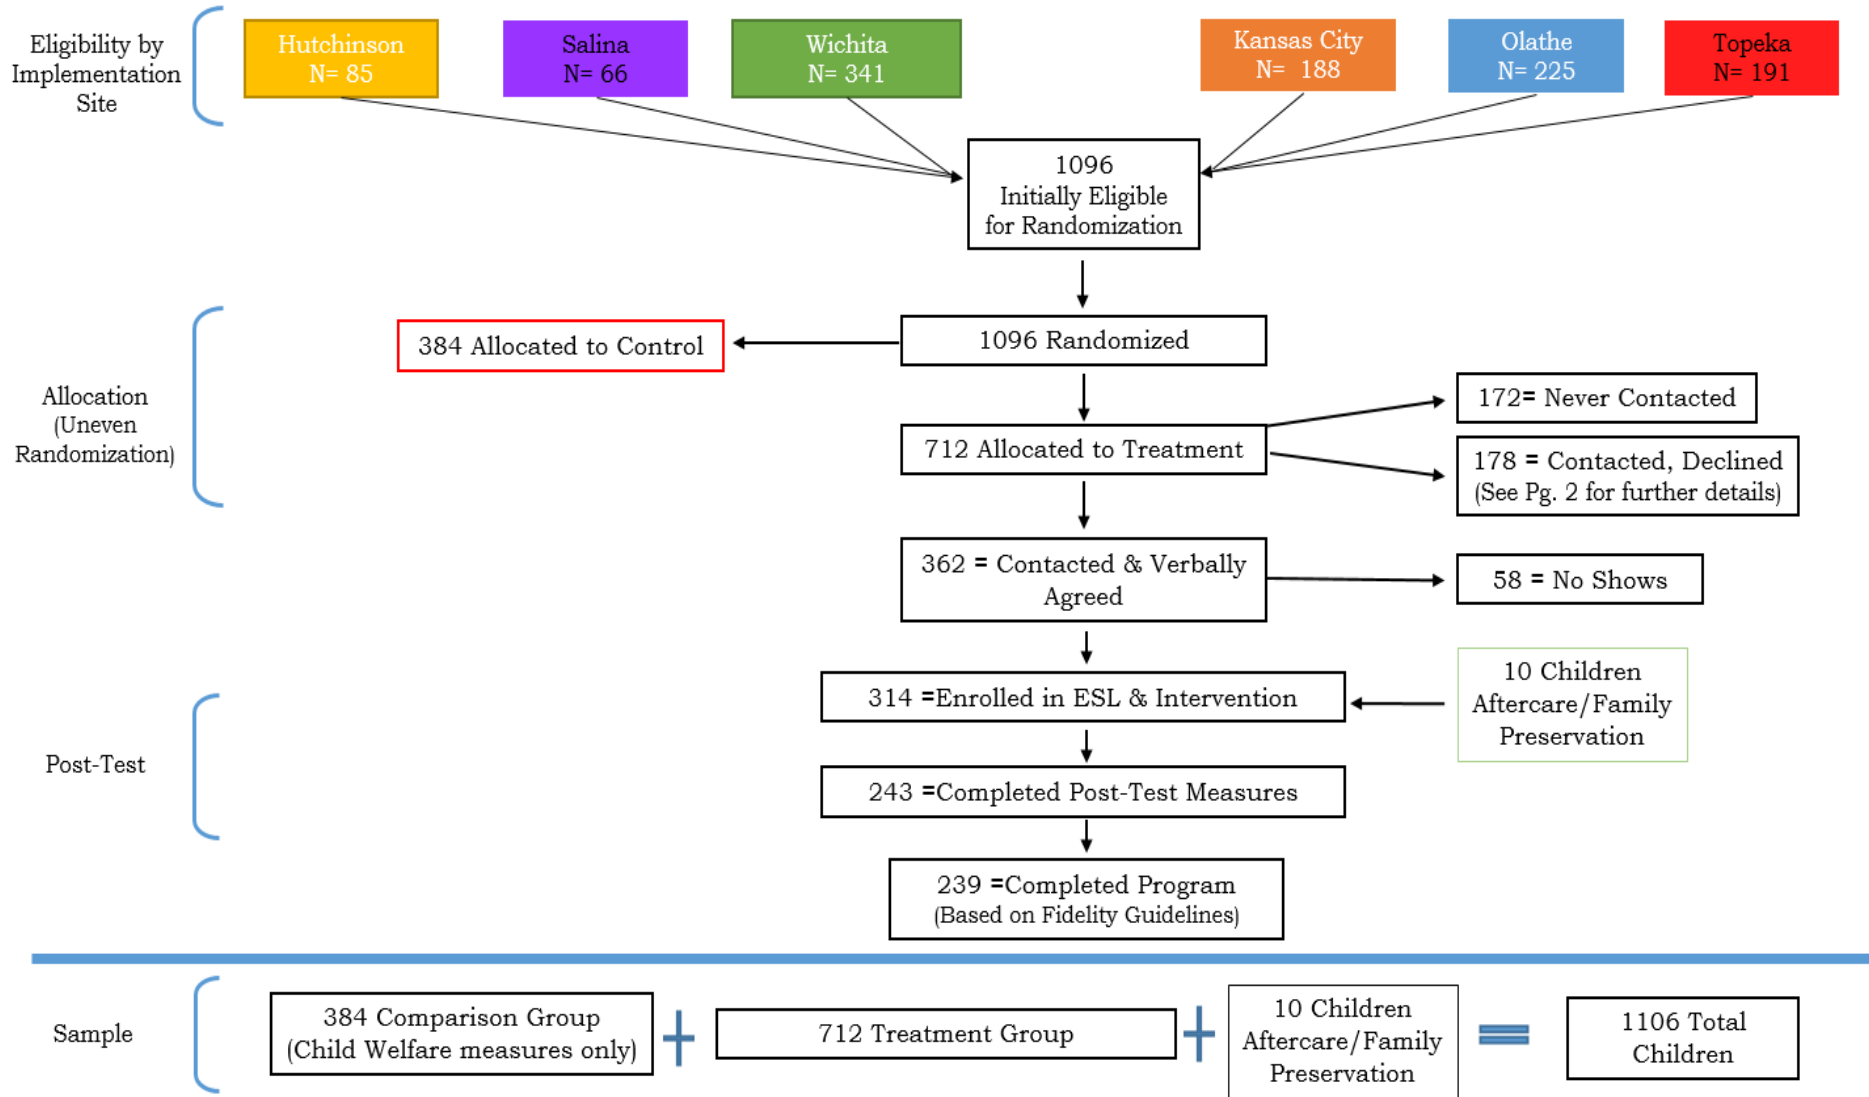 Eligibility by
Implementation
Site
Hutchinson
N= 85
Salina
N= 66
Wichita
N= 341
Kansas City
N=  188
Olathe
N= 225
Topeka
N= 191
1096
Initially Eligible
for Randomization
Allocation
(Uneven
Randomization)
384 Allocated to Control
1096 Randomized
712 Allocated to Treatment
172= Never Contacted
178 = Contacted, Declined
(See Pg. 2 for further details)
362 = Contacted & Verbally
Agreed
58 = No Shows
Post-Test
314 =Enrolled in ESL & Intervention
10 Children
Aftercare/Family
Preservation
243 =Completed Post-Test Measures
239 =Completed Program
(Based on Fidelity Guidelines)
Sample
384 Comparison Group
(Child Welfare measures only)
+
712 Treatment Group
+
10 Children
Aftercare/Family
Preservation
=
1106 Total
Children